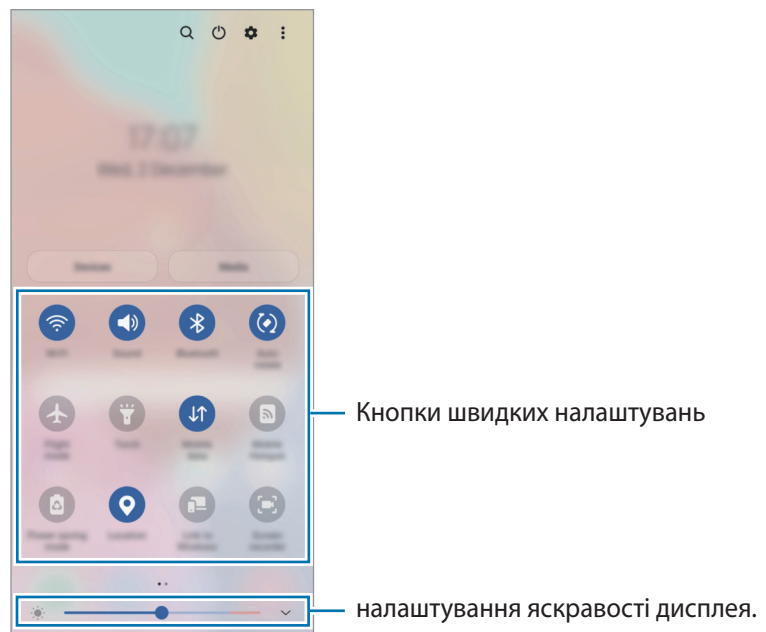 17:07
Wed, 2 December
Devices
Media
Wi-Fi
Sound
Bluetooth
Auto
rotate
Flight
mode
Torch
Mobile
data
Mobile
Hotspot
Кнопки швидких налаштувань
Power saving
mode
Location
Link to
Windows
Screen
recorder
налаштування яскравості дисплея.